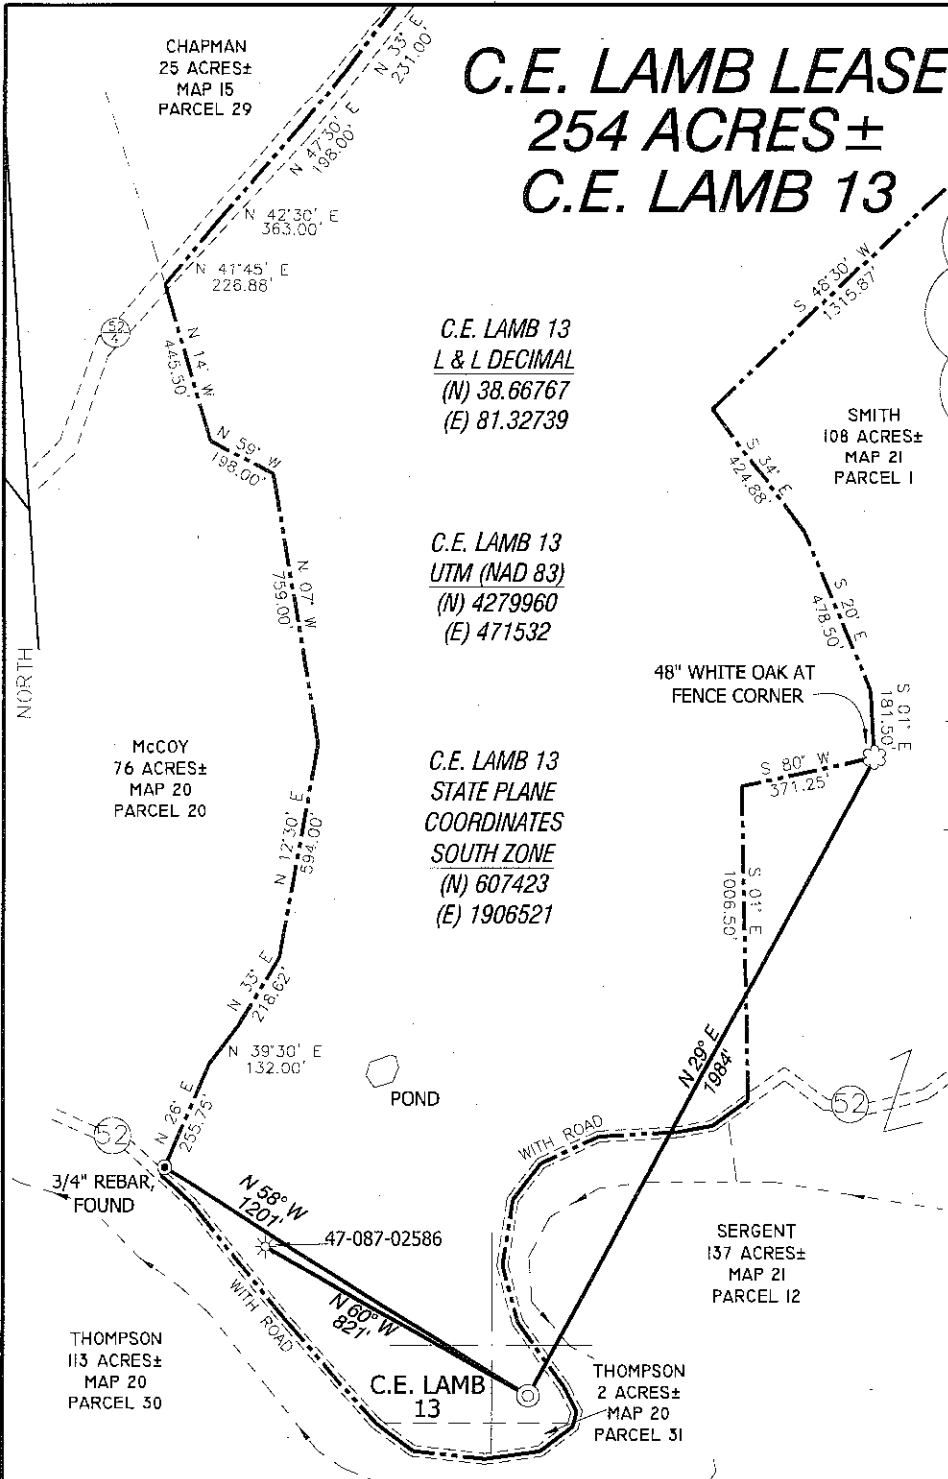 C.E. LAMB LEASE
254 ACRES±
C.E. LAMB 13
CHAPMAN
25 ACRES±
MAP 15
PARCEL 29
N 33° E
231.00'
N 47°30' E
198.00'
N 42°30' E
363.00'
N 41°45' E
226.88'
52
4
N 14° W
445.50'
N 59° W
198.00'
N 07° W
759.00'
NORTH
C.E. LAMB 13
L & L DECIMAL
(N) 38.66767
(E) 81.32739
S 48°30' W
1315.87'
SMITH
108 ACRES±
MAP 21
PARCEL 1
S 34° E
424.88'
C.E. LAMB 13
UTM (NAD 83)
(N) 4279960
(E) 471532
S 20° E
478.50'
48" WHITE OAK AT
FENCE CORNER
S 01° E
181.50'
McCOY
76 ACRES±
MAP 20
PARCEL 20
C.E. LAMB 13
STATE PLANE
COORDINATES
SOUTH ZONE
(N) 607423
(E) 1906521
S 80° W
371.25'
N 12°30' E
594.00'
S 01° E
1006.50'
N 33° E
218.62'
N 39°30' E
132.00'
POND
N 29° E
1984'
N 26° E
255.75'
52
52
WITH ROAD
3/4" REBAR,
FOUND
N 58° W
1201'
47-087-02586
N 60° W
821'
WITH ROAD
SERGENT
137 ACRES±
MAP 21
PARCEL 12
THOMPSON
113 ACRES±
MAP 20
PARCEL 30
C.E. LAMB
13
THOMPSON
2 ACRES±
MAP 20
PARCEL 31